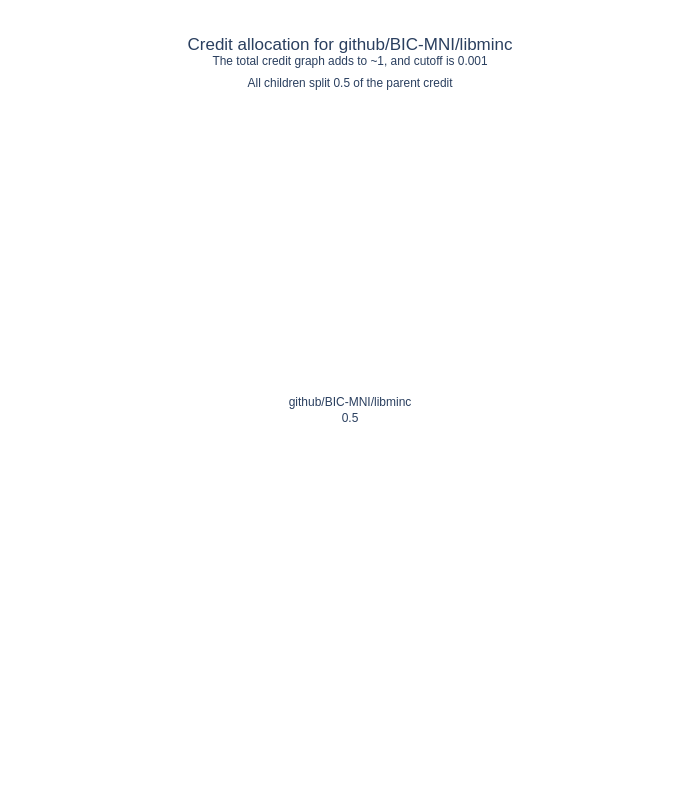 Credit allocation for github/BIC-MNI/libminc
The total credit graph adds to ~1, and cutoff is 0.001
All children split 0.5 of the parent credit
github/BIC-MNI/libminc
0.5